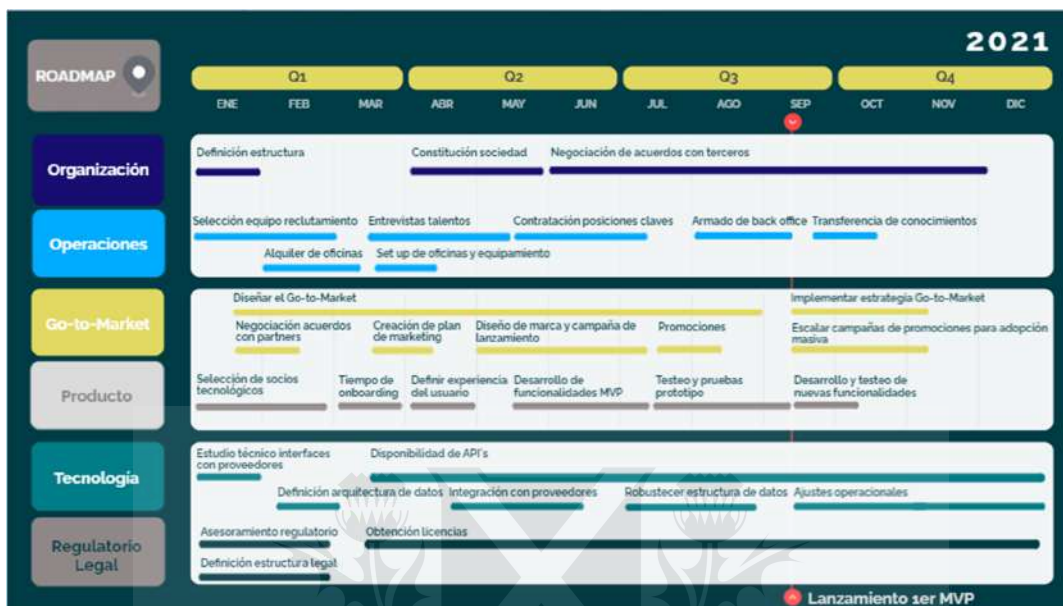 2021
ROADMAP
Q1
Q2
Q3
Q4
ENE
FEB
MAR
ABR
MAY
JUN
JUL
AGO
SEP
OCT
NOV
DIC
Organización
Definición estructura
Constitución sociedad
Negociación de acuerdos con terceros
Operaciones
Selección equipo reclutamiento
Entrevistas talentos
Contratación posiciones claves
Armado de back office
Transferencia de conocimientos
Alquiler de oficinas
Set up de oficinas y equipamiento
Go-to-Market
Diseñar el Go-to-Market
Implementar estrategia Go-to-Market
Negociación acuerdos
con partners
Creación de plan
de marketing
Diseño de marca y campaña de
lanzamiento
Promociones
Escalar campañas de promociones para adopción
masiva
Producto
Selección de socios
tecnológicos
Tiempo de
onboarding
Definir experiencia
del usuario
Desarrollo de
funcionalidades MVP
Testeo y pruebas
prototipo
Desarrollo y testeo de
nuevas funcionalidades
Tecnología
Estudio técnico interfaces
con proveedores
Disponibilidad de API's
Definición arquitectura de datos
Integración con proveedores
Robustecer estructura de datos
Ajustes operacionales
Regulatorio
Legal
Asesoramiento regulatorio
Obtención licencias
Definición estructura legal
Lanzamiento 1er MVP